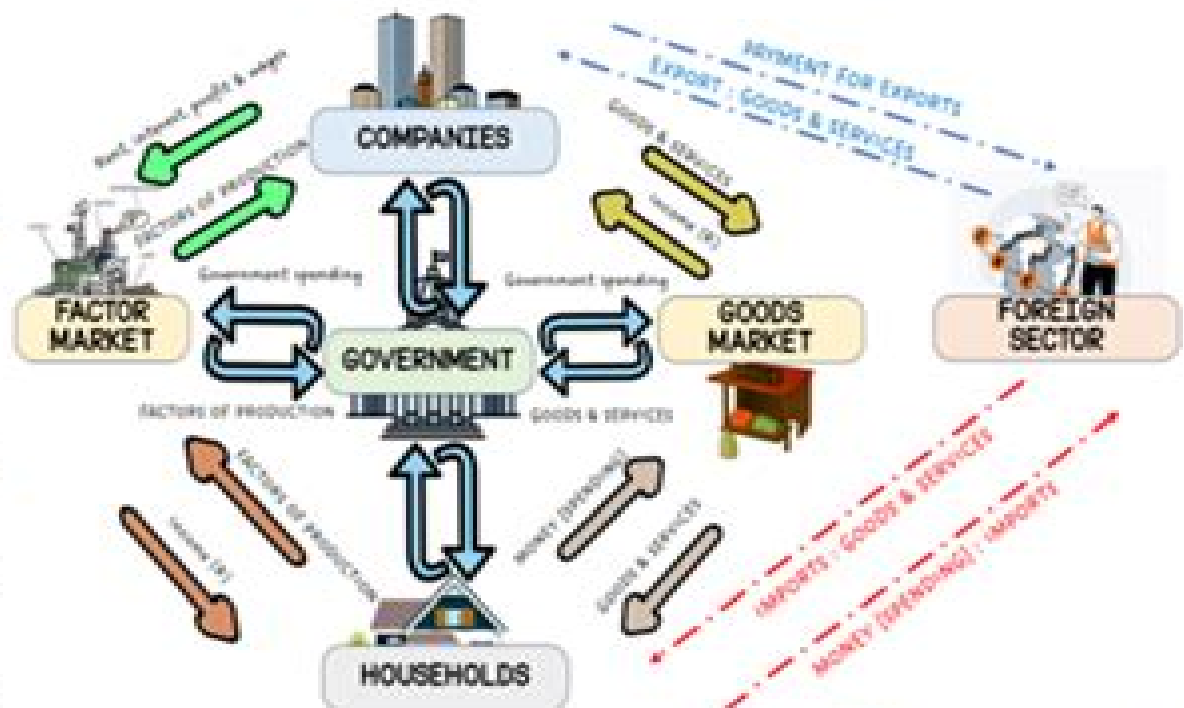 PAYMENT FOR EXPORTS
EXPORT : GOODS & SERVICES
Rent, interest, profit & wages
COMPANIES
GOODS & SERVICES
FACTORS OF PRODUCTION
Income [₱]
Government spending
Government spending
FACTOR
MARKET
GOVERNMENT
GOODS
MARKET
FOREIGN
SECTOR
FACTORS OF PRODUCTION
GOODS & SERVICES
FACTORS OF PRODUCTION
MONEY [SPENDING]
IMPORTS : GOODS & SERVICES
Income [₱]
GOODS & SERVICES
MONEY [SPENDING] : IMPORTS
HOUSEHOLDS